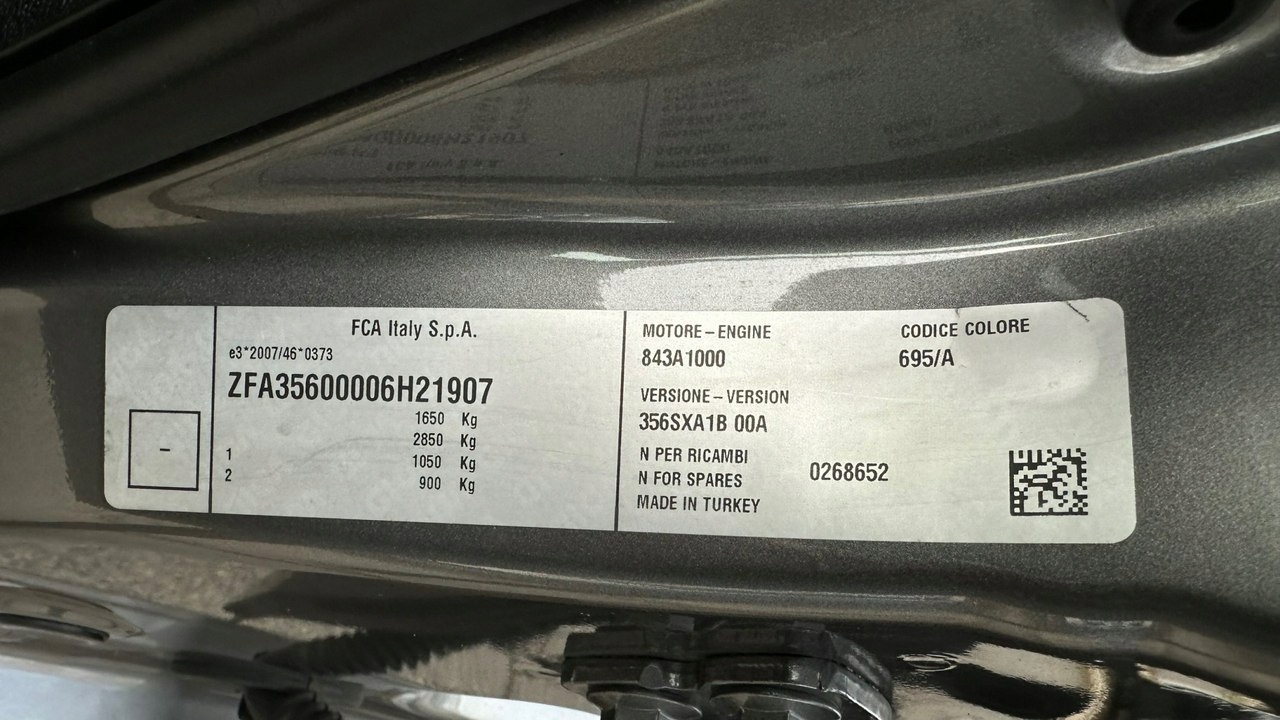 FCA Italy S.p.A.
e3*2007/46*0373
ZFA35600006H21907
1650 Kg
2850 Kg
1 1050 Kg
2 900 Kg
-
MOTORE – ENGINE
843A1000
CODICE COLORE
695/A
VERSIONE – VERSION
356SXA1B 00A
N PER RICAMBI
N FOR SPARES
0268652
MADE IN TURKEY